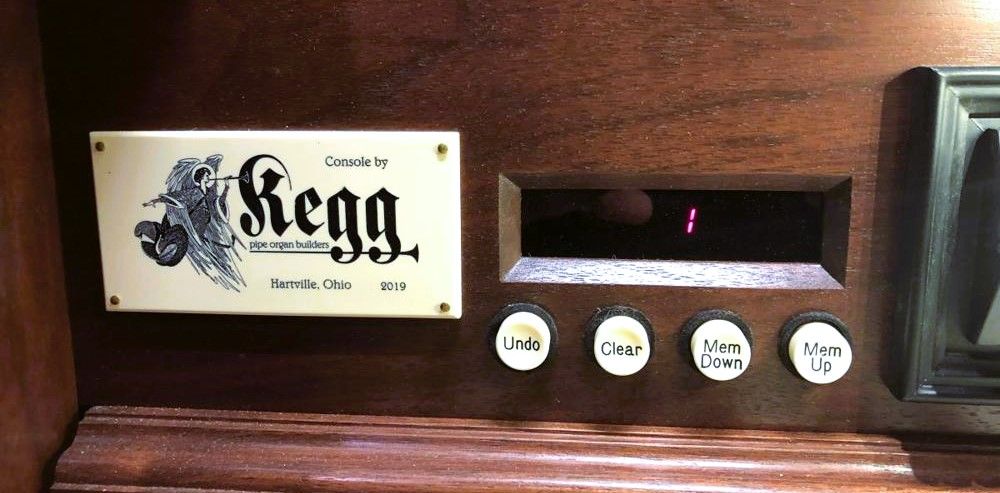 Console by
Kegg
pipe organ builders
Hartville, Ohio 2019
1
Undo
Clear
Mem
Down
Mem
Up